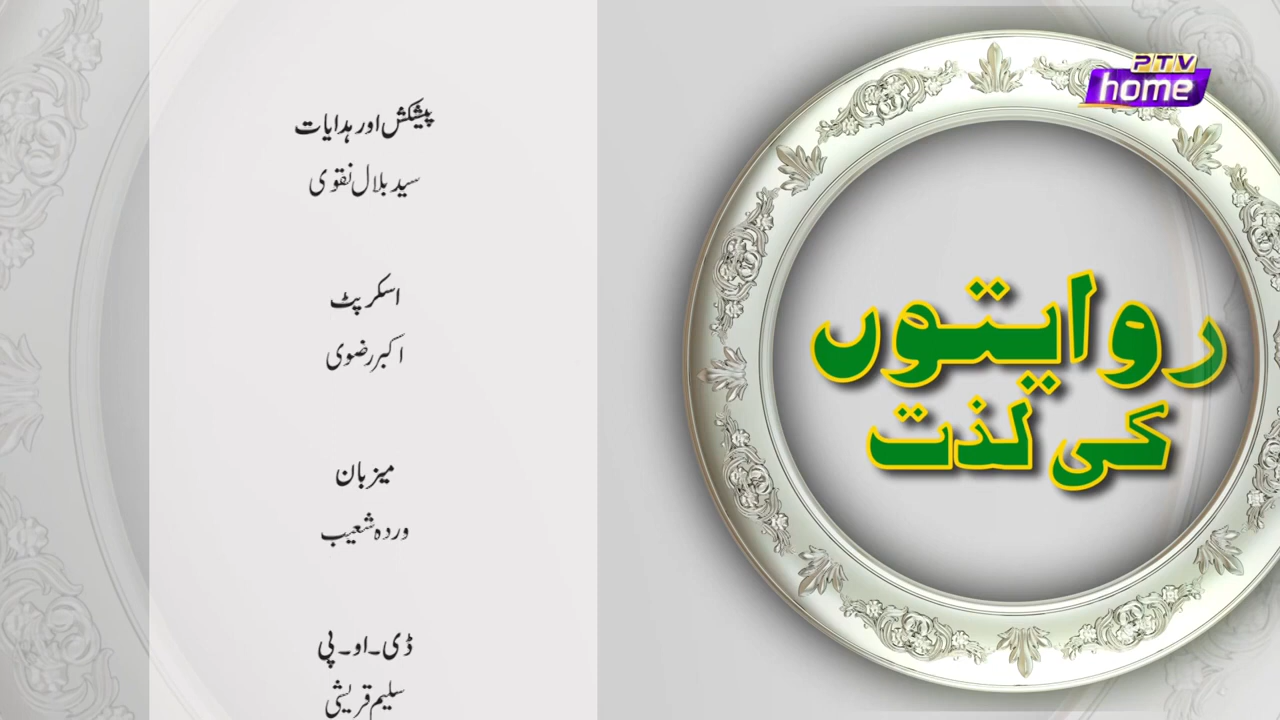 پیشکش اور ہدایات
سید بلال نقوی
اسکرپٹ
اکبر رضوی
میزبان
وردہ شعیب
ڈی۔او۔پی
سلیم قریشی
PTV
home
روایتوں
کی لذت